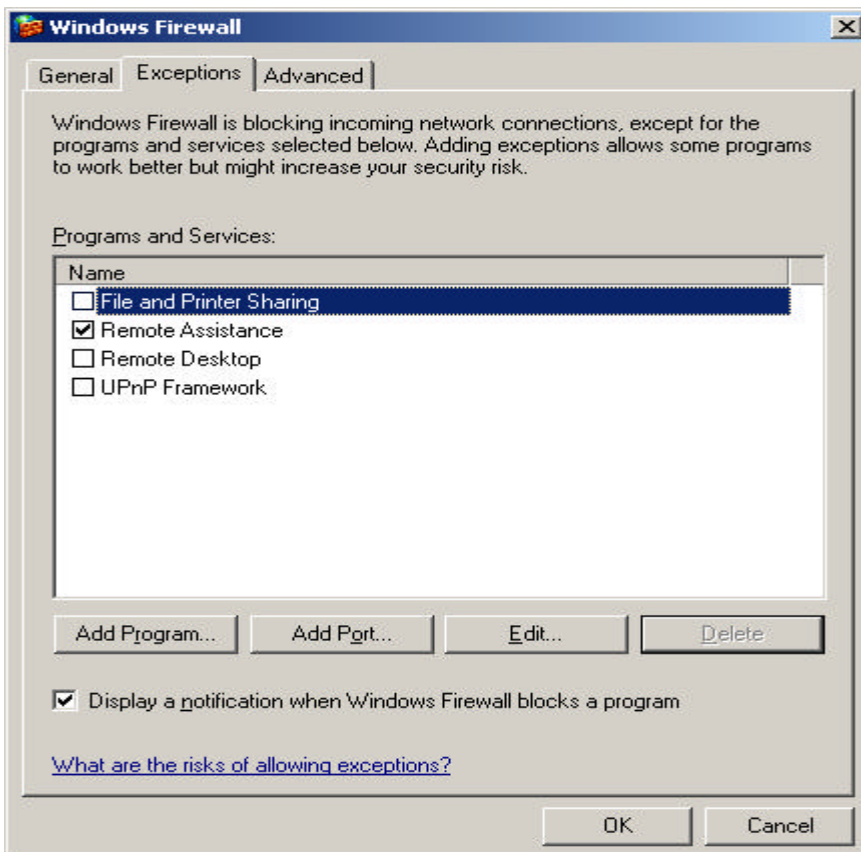 Windows Firewall
General
Exceptions
Advanced
Windows Firewall is blocking incoming network connections, except for the
programs and services selected below. Adding exceptions allows some programs
to work better but might increase your security risk.
Programs and Services:
Name
File and Printer Sharing
Remote Assistance
Remote Desktop
UPnP Framework
Add Program...
Add Port...
Edit...
Delete
Display a notification when Windows Firewall blocks a program
What are the risks of allowing exceptions?
OK
Cancel